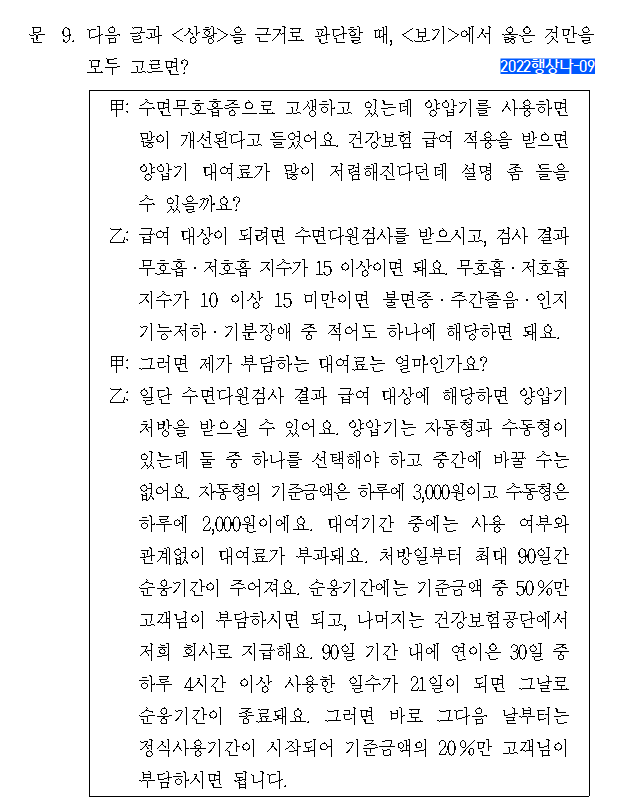 문 9. 다음 글과 <상황>을 근거로 판단할 때, <보기>에서 옳은 것만을
모두 고르면?
2022행상나-09
甲: 수면무호흡증으로 고생하고 있는데 양압기를 사용하면
많이 개선된다고 들었어요. 건강보험 급여 적용을 받으면
양압기 대여료가 많이 저렴해진다던데 설명 좀 들을
수 있을까요?
乙: 급여 대상이 되려면 수면다원검사를 받으시고, 검사 결과
무호흡·저호흡 지수가 15 이상이면 돼요. 무호흡·저호흡
지수가 10 이상 15 미만이면 불면증·주간졸음·인지
기능저하·기분장애 중 적어도 하나에 해당하면 돼요.
甲: 그러면 제가 부담하는 대여료는 얼마인가요?
乙: 일단 수면다원검사 결과 급여 대상에 해당하면 양압기
처방을 받으실 수 있어요. 양압기는 자동형과 수동형이
있는데 둘 중 하나를 선택해야 하고 중간에 바꿀 수는
없어요. 자동형의 기준금액은 하루에 3,000원이고 수동형은
하루에 2,000원이에요. 대여기간 중에는 사용 여부와
관계없이 대여료가 부과돼요. 처방일부터 최대 90일간
순응기간이 주어져요. 순응기간에는 기준금액 중 50%만
고객님이 부담하시면 되고, 나머지는 건강보험공단에서
저희 회사로 지급해요. 90일 기간 내에 연이은 30일 중
하루 4시간 이상 사용한 일수가 21일이 되면 그날로
순응기간이 종료돼요. 그러면 바로 그다음 날부터는
정식사용기간이 시작되어 기준금액의 20%만 고객님이
부담하시면 됩니다.